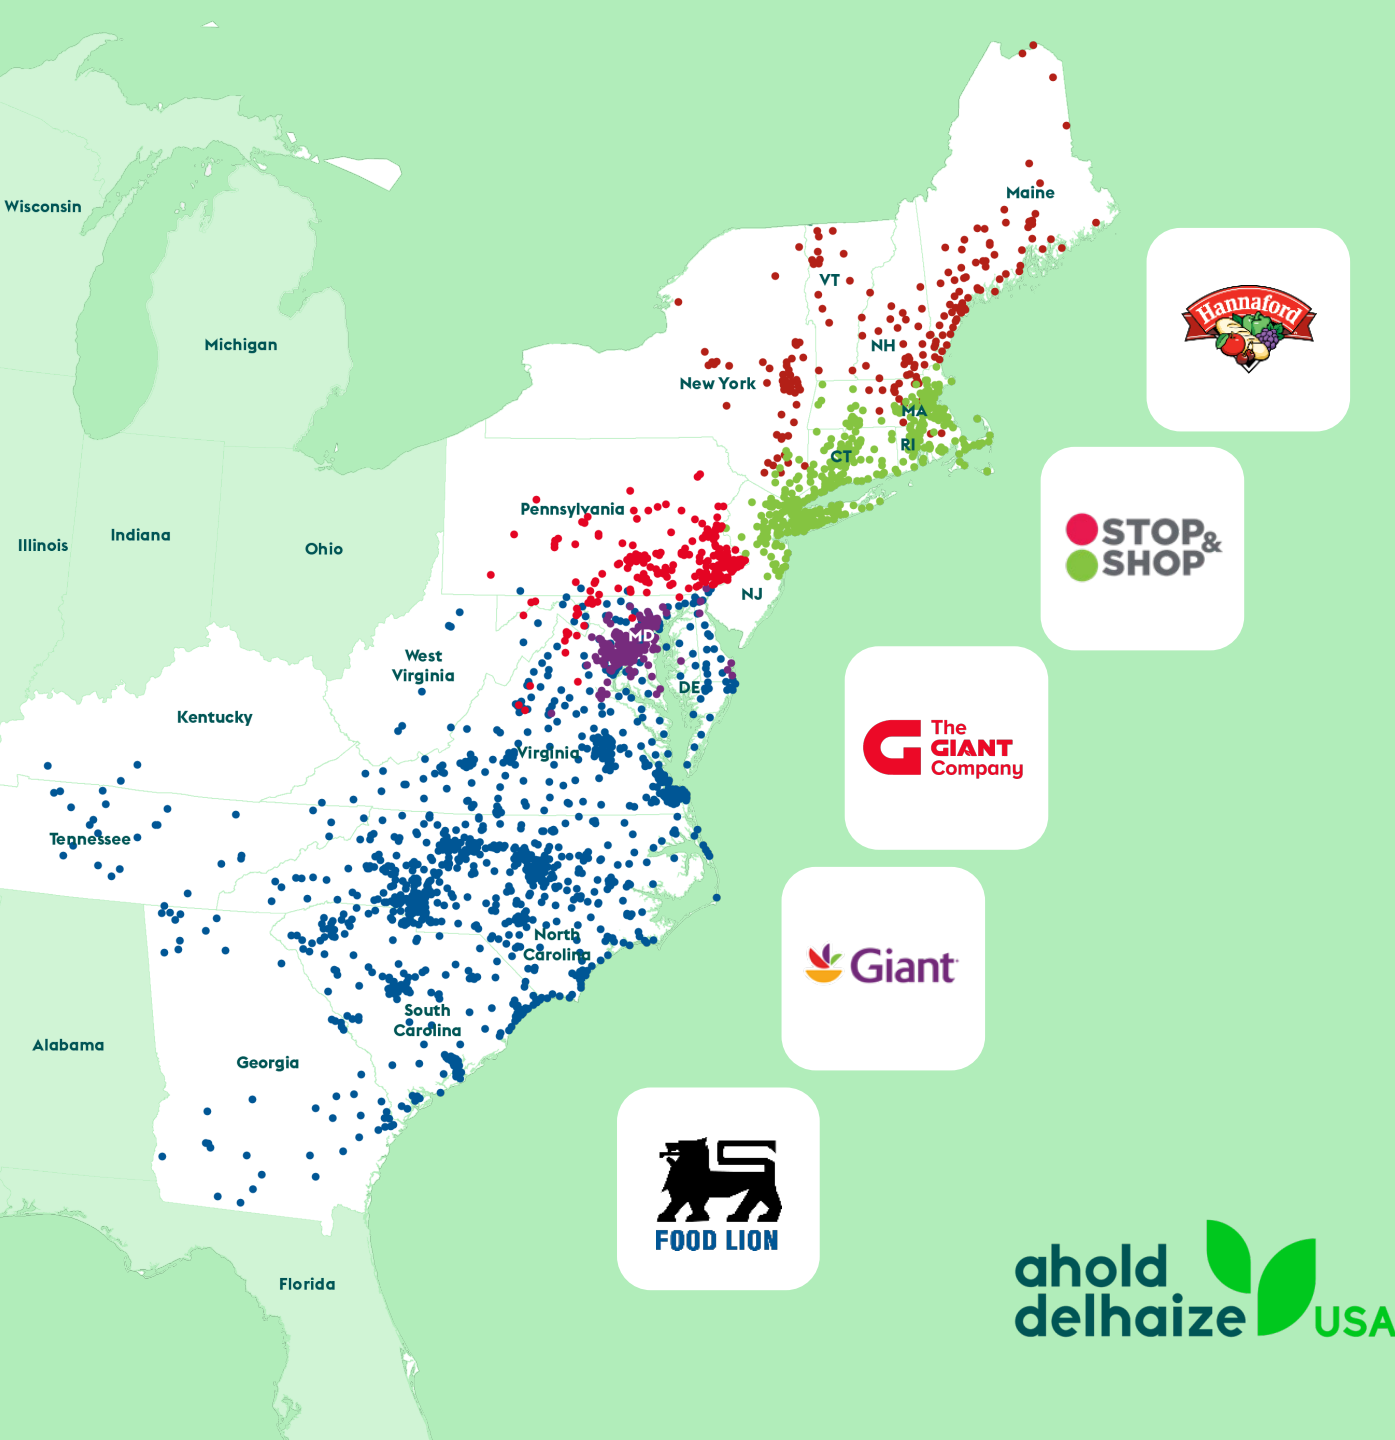 Maine
Wisconsin
VT
Hannaford
Michigan
NH
New York
MA
RI
CT
Pennsylvania
Indiana
Illinois
Ohio
STOP&
SHOP
NJ
MD
West
Virginia
DE
Kentucky
Virginia
The
GIANT
Company
Tennessee
North
Carolina
Giant
South
Carolina
Alabama
Georgia
FOOD LION
Florida
ahold
delhaize USA